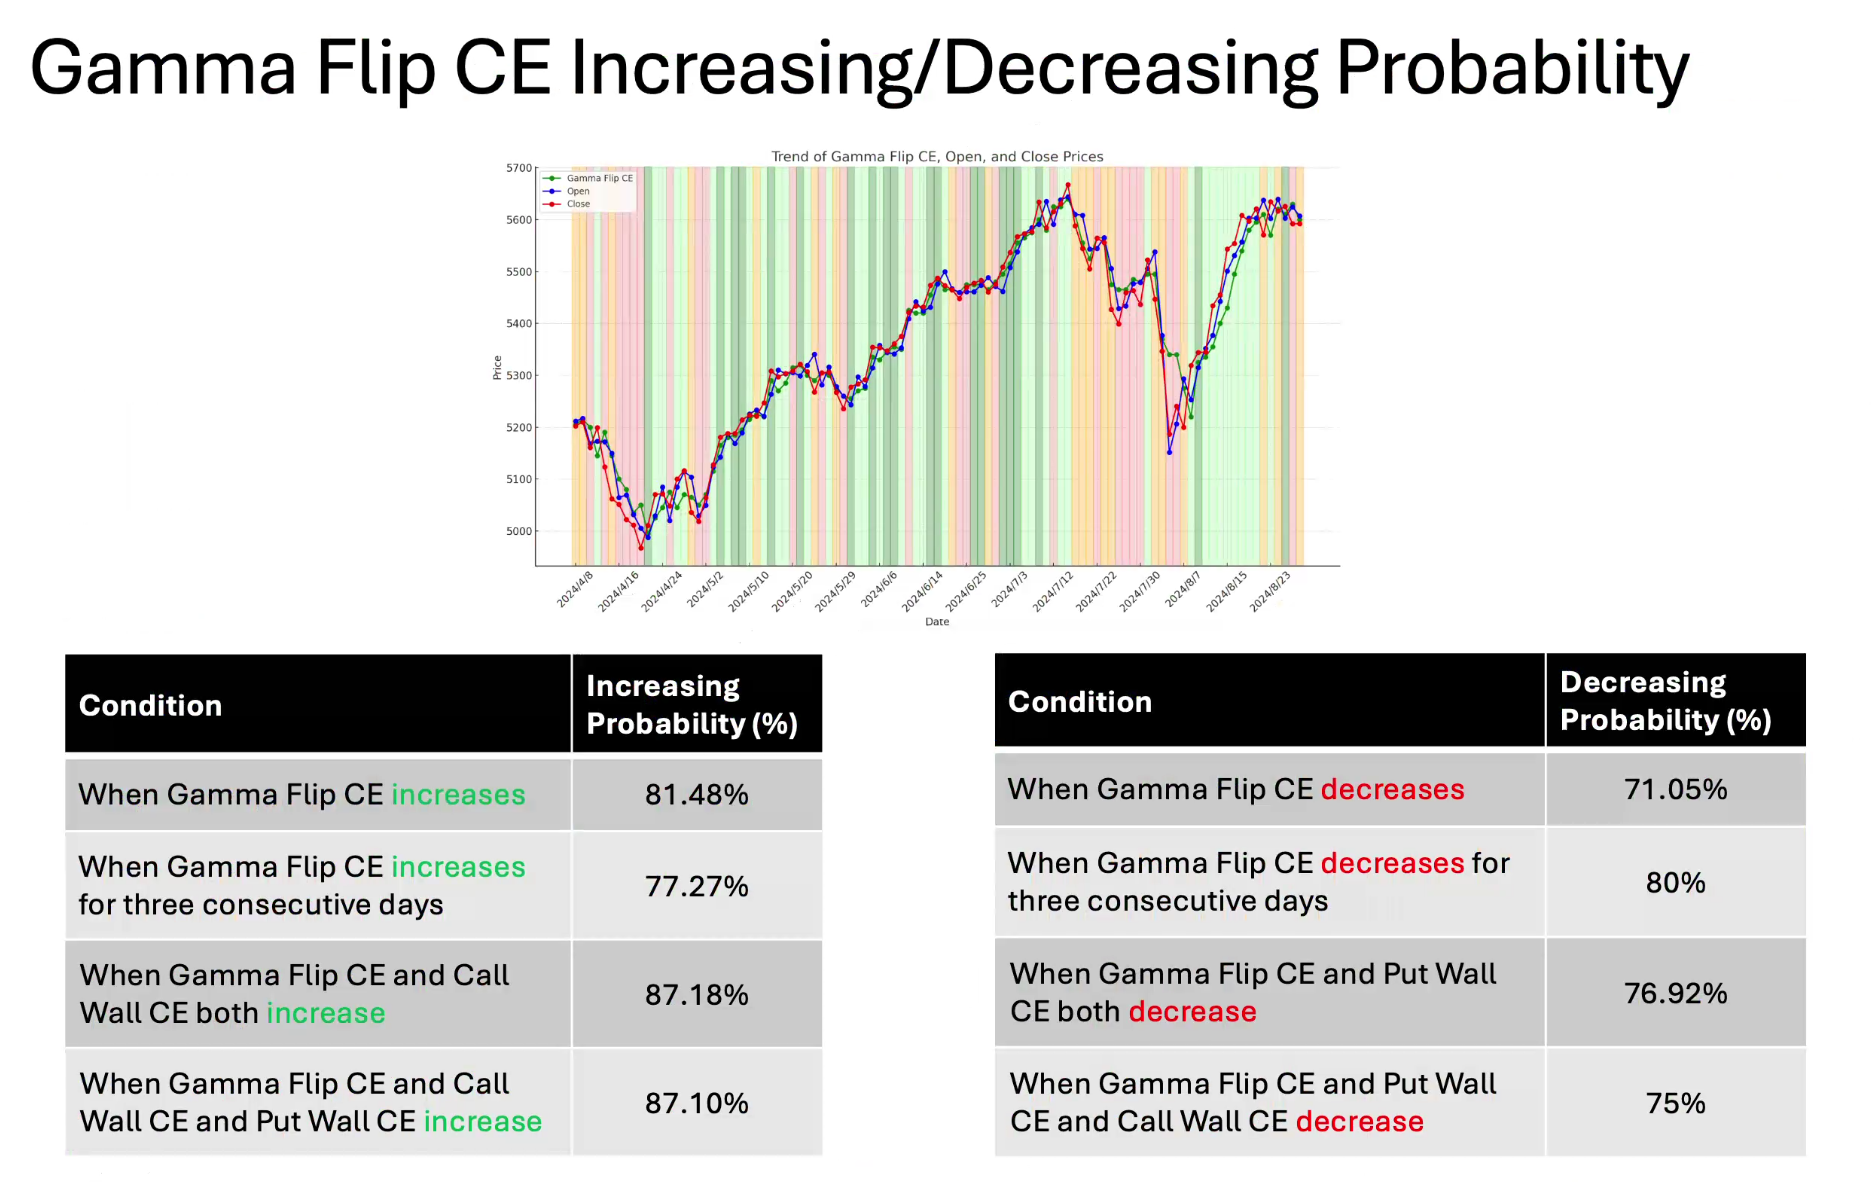 Gamma Flip CE Increasing/Decreasing Probability
Trend of Gamma Flip CE, Open, and Close Prices
Gamma Flip CE
Open
Close
5700
5600
5500
5400
5300
5200
5100
5000
Price
2024/4/8
2024/4/16
2024/4/24
2024/5/2
2024/5/10
2024/5/20
2024/5/29
2024/6/6
2024/6/14
2024/6/25
2024/7/3
2024/7/12
2024/7/22
2024/7/30
2024/8/7
2024/8/15
2024/8/23
Date
Condition
Increasing
Probability (%)
When Gamma Flip CE increases
81.48%
When Gamma Flip CE increases
for three consecutive days
77.27%
When Gamma Flip CE and Call
Wall CE both increase
87.18%
When Gamma Flip CE and Call
Wall CE and Put Wall CE increase
87.10%
Condition
Decreasing
Probability (%)
When Gamma Flip CE decreases
71.05%
When Gamma Flip CE decreases for
three consecutive days
80%
When Gamma Flip CE and Put Wall
CE both decrease
76.92%
When Gamma Flip CE and Put Wall
CE and Call Wall CE decrease
75%